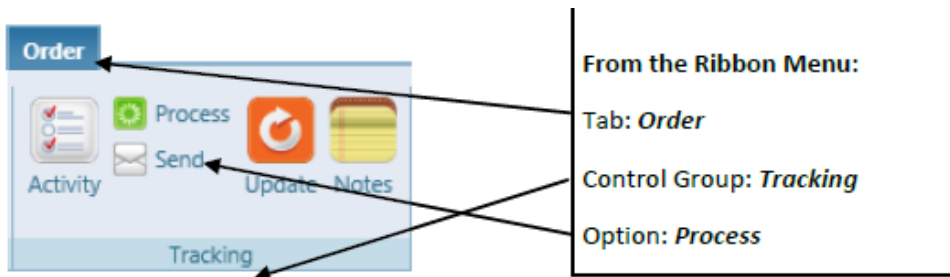 Order
Process
Send
Activity
Update Notes
Tracking
From the Ribbon Menu:
Tab: Order
Control Group: Tracking
Option: Process